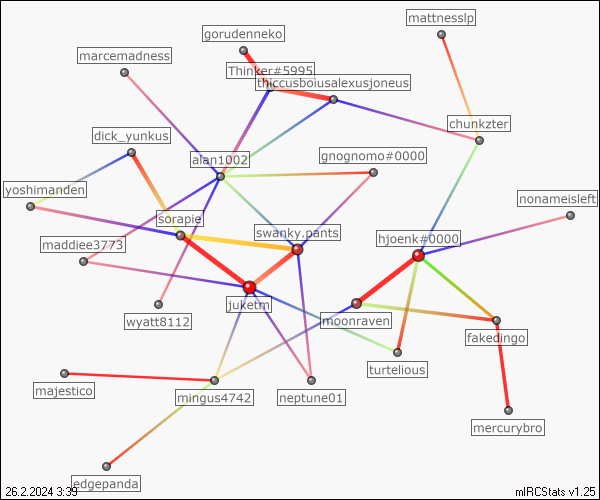 mattnesslp
gorudenneko
marcemadness
Thinker#5995
thiccusboiusalexusjoneus
chunkzter
dick_yunkus
alan1002
gnognomo#0000
yoshimanden
nonameisleft
sorapie
swanky.pants
hjoenk#0000
maddiee3773
juketm
wyatt8112
moonraven
fakedingo
turtelious
majestico
mingus4742
neptune01
mercurybro
edgepanda
26.2.2024 3:39
mIRCStats v1.25